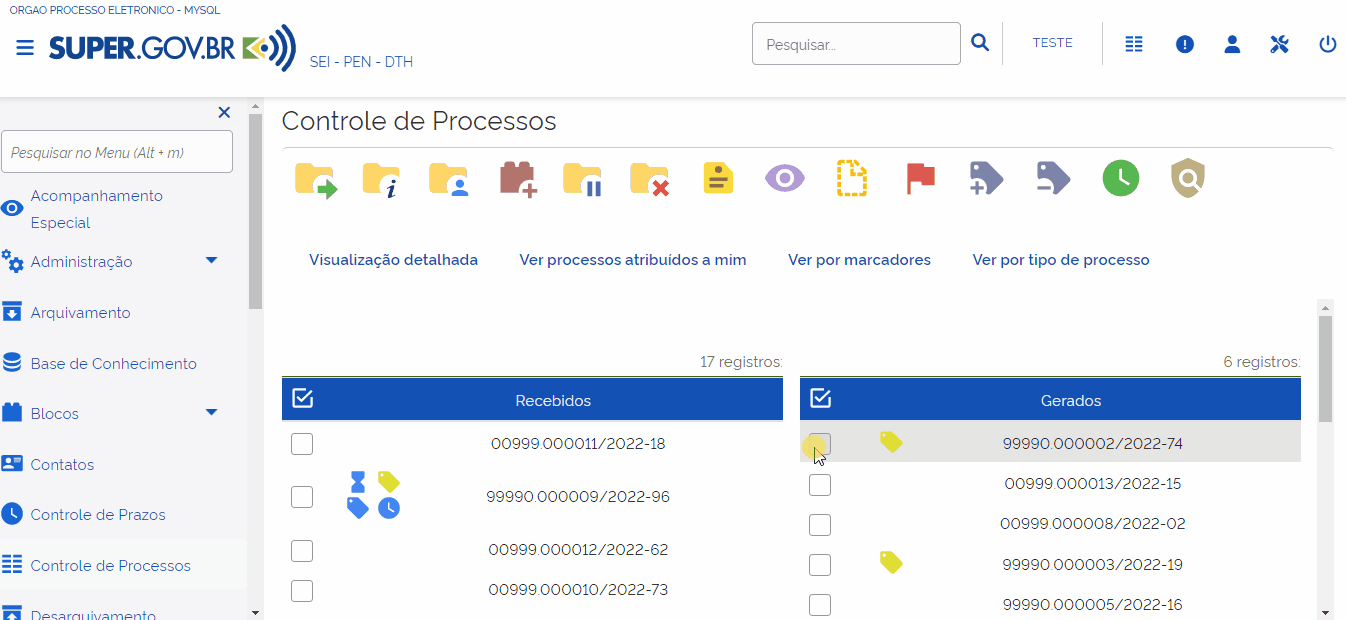 ORGAO PROCESSO ELETRONICO - MYSQL
SUPER.GOV.BR
SEI - PEN - DTH
Pesquisar...
TESTE
Pesquisar no Menu (Alt + m)
Acompanhamento
Especial
Administração
Arquivamento
Base de Conhecimento
Blocos
Contatos
Controle de Prazos
Controle de Processos
Desarquivamento
Controle de Processos
Visualização detalhada
Ver processos atribuídos a mim
Ver por marcadores
Ver por tipo de processo
17 registros:
Recebidos
00999.000011/2022-18
99990.000009/2022-96
00999.000012/2022-62
00999.000010/2022-73
6 registros:
Gerados
99990.000002/2022-74
00999.000013/2022-15
00999.000008/2022-02
99990.000003/2022-19
99990.000005/2022-16